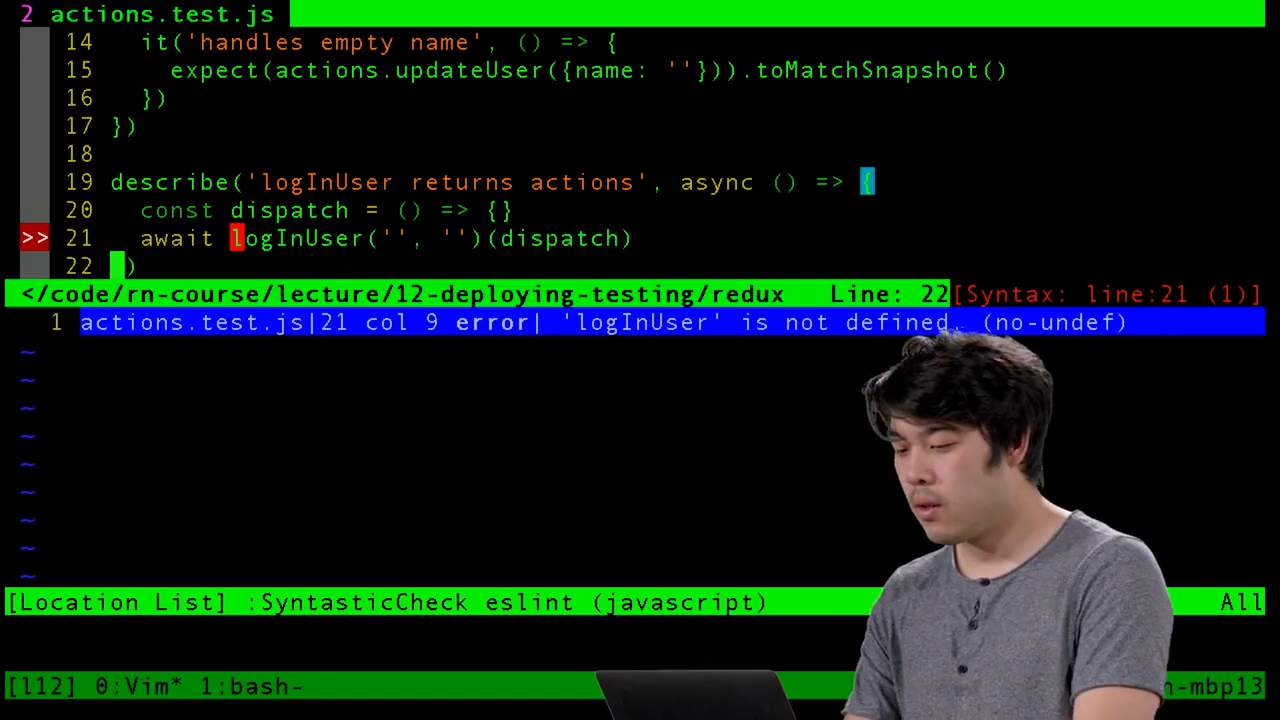 2 actions.test.js
14 it('handles empty name', () => {
15 expect(actions.updateUser({name: ''})).toMatchSnapshot()
16 })
17 })
18
19 describe('logInUser returns actions', async () => {
20 const dispatch = () => {}
>> 21 await logInUser('', '')(dispatch)
22 })
</code/rn-course/lecture/12-deploying-testing/redux Line: 22[Syntax: line:21 (1)]
1 actions.test.js|21 col 9 error| 'logInUser' is not defined. (no-undef)
~
~
~
~
~
~
~
~
~
[Location List] :SyntasticCheck eslint (javascript) All
[l12] 0:Vim* 1:bash- -mbp13